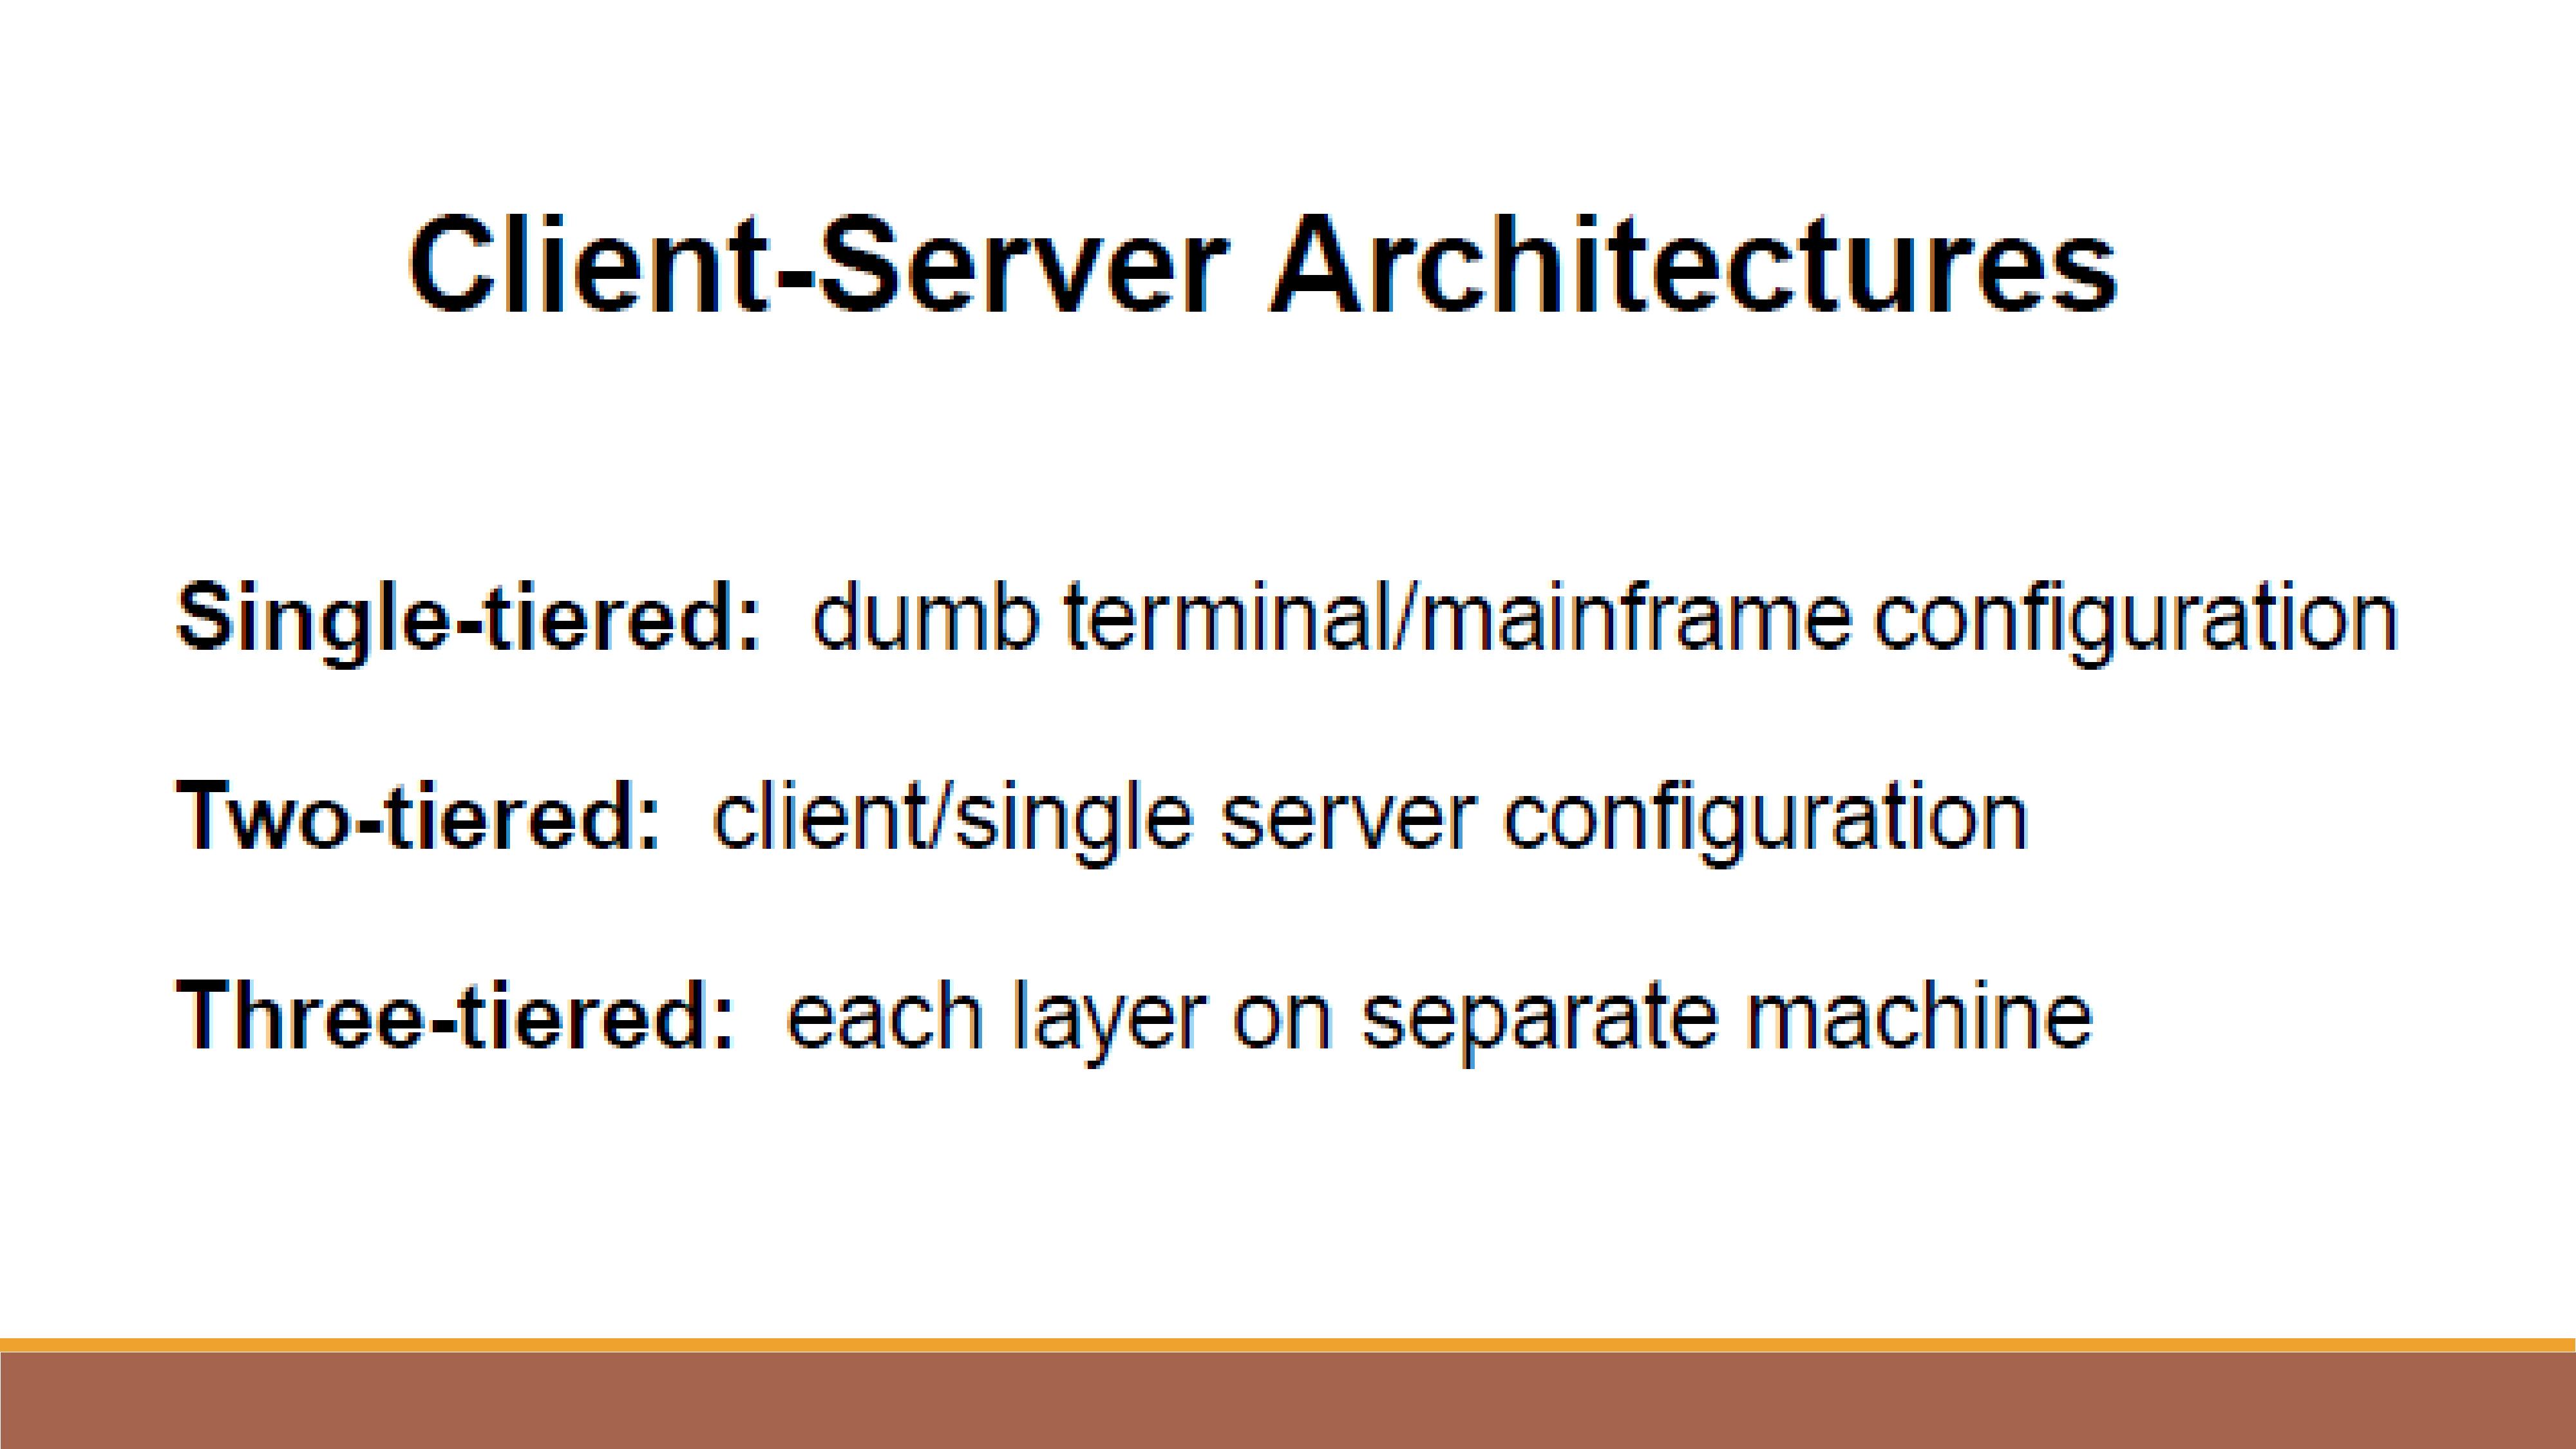 Client-Server Architectures
Single-tiered: dumb terminal/mainframe configuration
Two-tiered: client/single server configuration
Three-tiered: each layer on separate machine